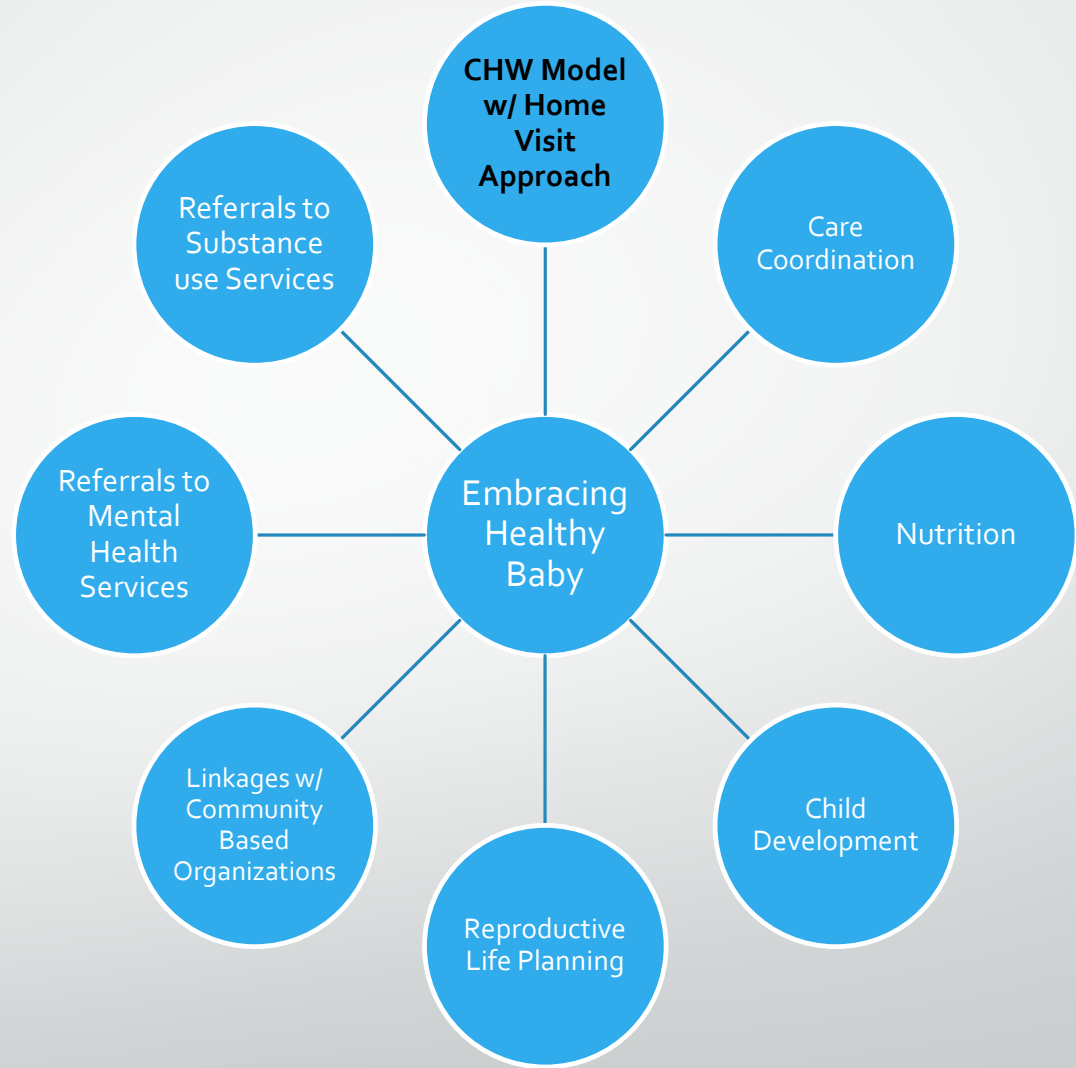 CHW Model
w/ Home
Visit
Approach
Care
Coordination
Nutrition
Child
Development
Reproductive
Life Planning
Linkages w/
Community
Based
Organizations
Referrals to
Mental
Health
Services
Referrals to
Substance
use Services
Embracing
Healthy
Baby